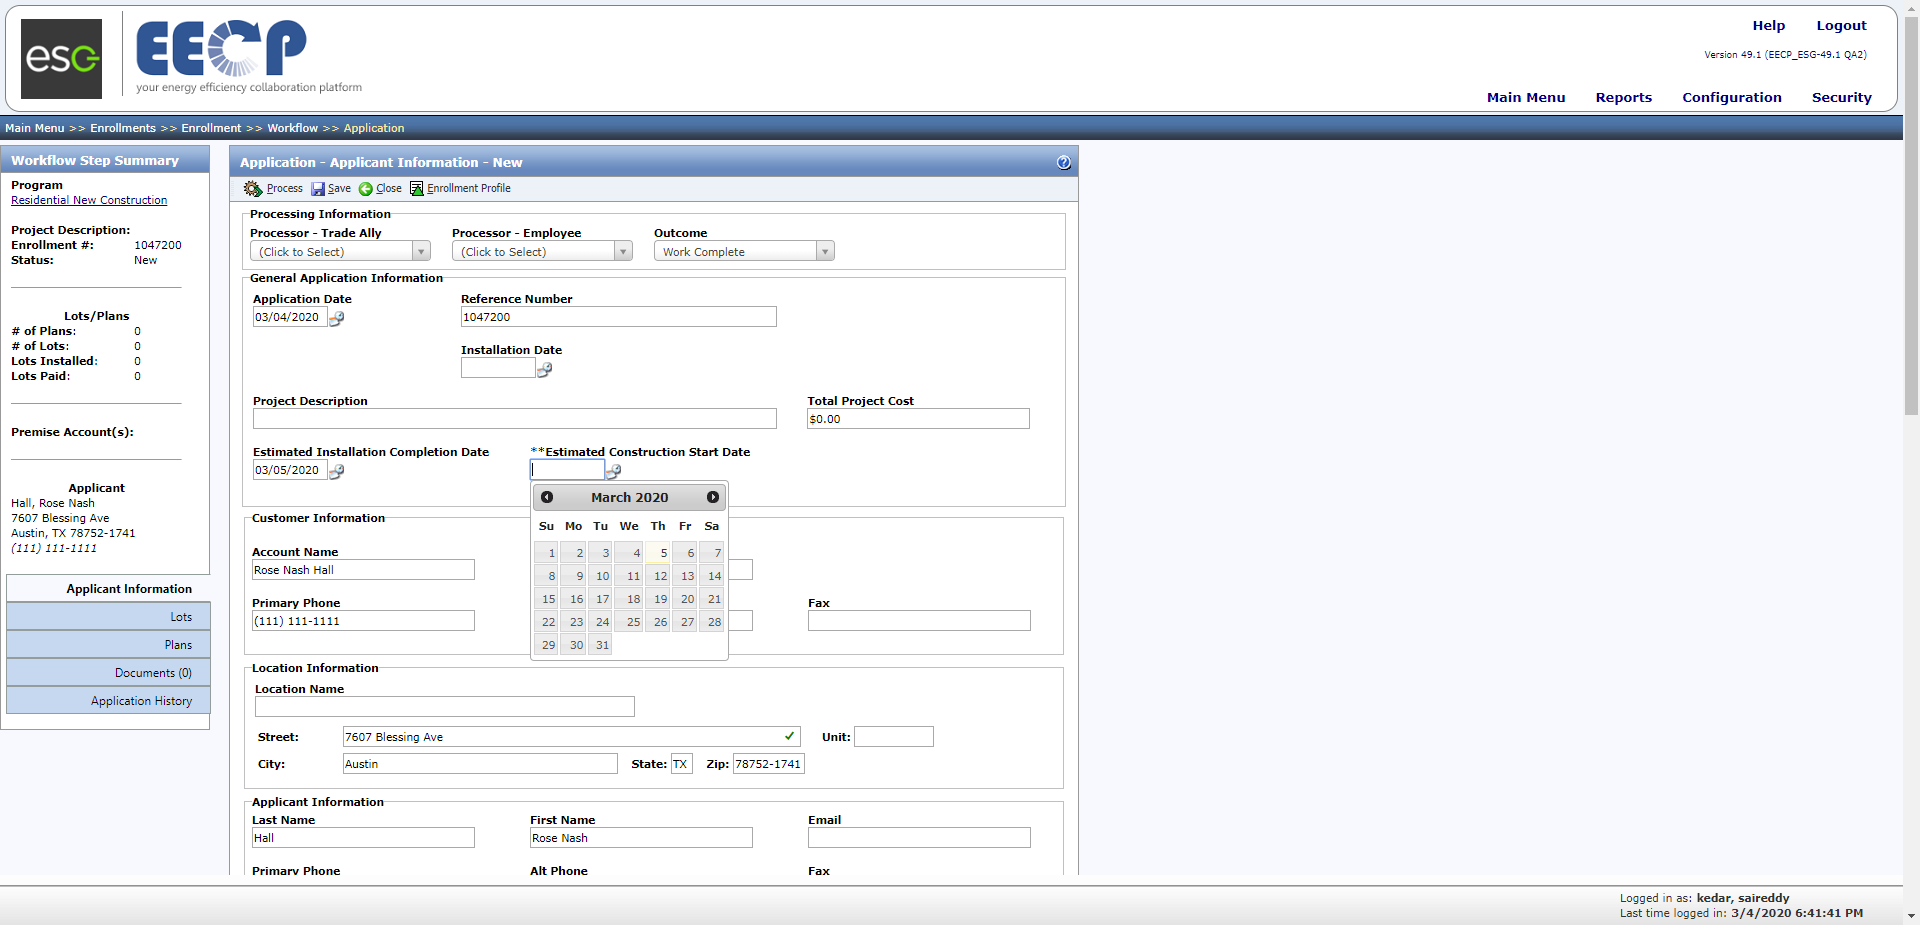 esg
EECP
your energy efficiency collaboration platform
Help Logout
Version 49.1 (EECP_ESG-49.1 QA2)
Main Menu Reports Configuration Security
Main Menu >> Enrollments >> Enrollment >> Workflow >> Application
Workflow Step Summary
Program
Residential New Construction
Project Description:
Enrollment #: 1047200
Status: New
Lots/Plans
# of Plans: 0
# of Lots: 0
Lots Installed: 0
Lots Paid: 0
Premise Account(s):
Applicant
Hall, Rose Nash
7607 Blessing Ave
Austin, TX 78752-1741
(111) 111-1111
Applicant Information
Lots
Plans
Documents (0)
Application History
Application - Applicant Information - New
Process Save Close Enrollment Profile
Processing Information
Processor - Trade Ally Processor - Employee Outcome
(Click to Select) (Click to Select) Work Complete
General Application Information
Application Date Reference Number
03/04/2020 1047200
Installation Date
Project Description Total Project Cost
$0.00
Estimated Installation Completion Date **Estimated Construction Start Date
03/05/2020
March 2020
Su Mo Tu We Th Fr Sa
1 2 3 4 5 6 7
8 9 10 11 12 13 14
15 16 17 18 19 20 21
22 23 24 25 26 27 28
29 30 31
Customer Information
Account Name
Rose Nash Hall
Primary Phone Fax
(111) 111-1111
Location Information
Location Name
Street: 7607 Blessing Ave Unit:
City: Austin State: TX Zip: 78752-1741
Applicant Information
Last Name First Name Email
Hall Rose Nash
Primary Phone Alt Phone Fax
Logged in as: kedar, saireddy
Last time logged in: 3/4/2020 6:41:41 PM